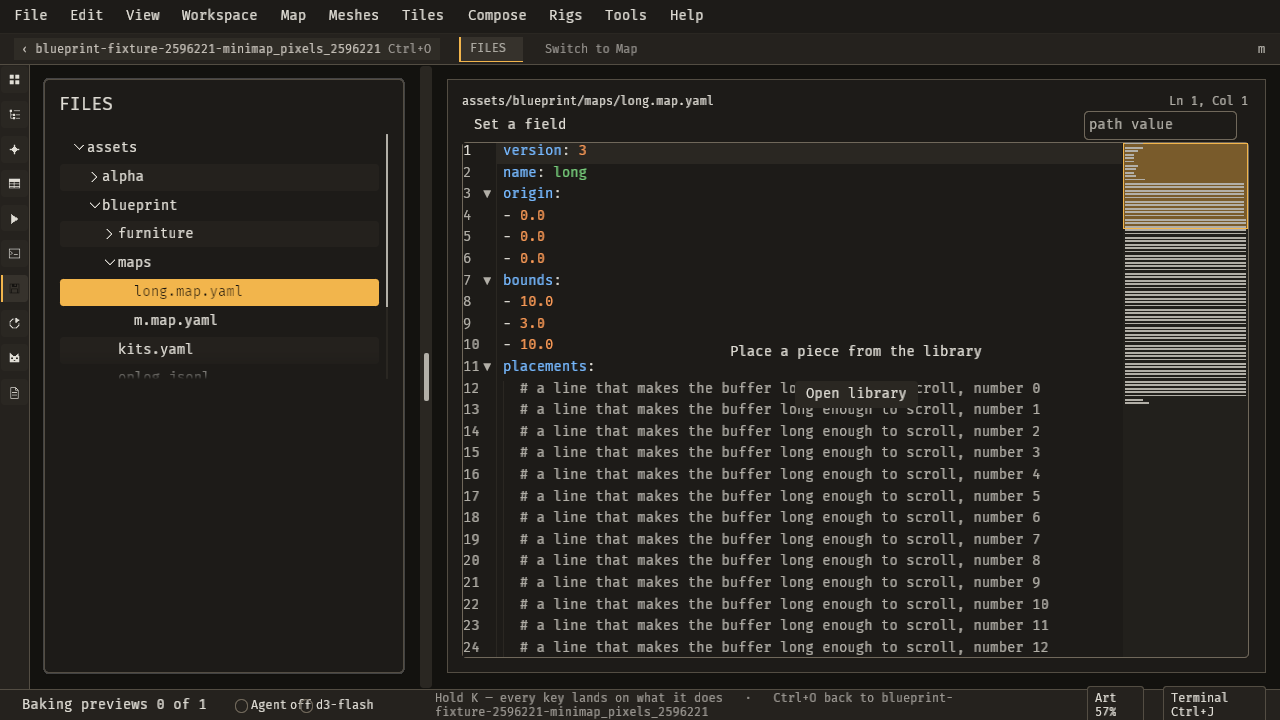 File Edit View Workspace Map Meshes Tiles Compose Rigs Tools Help
‹ blueprint-fixture-2596221-minimap_pixels_2596221 Ctrl+O FILES Switch to Map m
FILES
assets
alpha
blueprint
furniture
maps
long.map.yaml
m.map.yaml
kits.yaml
oplog.jsonl
assets/blueprint/maps/long.map.yaml Ln 1, Col 1
Set a field path value
1 version: 3
2 name: long
3 ▼ origin:
4 - 0.0
5 - 0.0
6 - 0.0
7 ▼ bounds:
8 - 10.0
9 - 3.0
10 - 10.0
Place a piece from the library
11 ▼ placements:
12 # a line that makes the buffer lo croll, number 0
Open library
13 # a line that makes the buffer long enough to scroll, number 1
14 # a line that makes the buffer long enough to scroll, number 2
15 # a line that makes the buffer long enough to scroll, number 3
16 # a line that makes the buffer long enough to scroll, number 4
17 # a line that makes the buffer long enough to scroll, number 5
18 # a line that makes the buffer long enough to scroll, number 6
19 # a line that makes the buffer long enough to scroll, number 7
20 # a line that makes the buffer long enough to scroll, number 8
21 # a line that makes the buffer long enough to scroll, number 9
22 # a line that makes the buffer long enough to scroll, number 10
23 # a line that makes the buffer long enough to scroll, number 11
24 # a line that makes the buffer long enough to scroll, number 12
Baking previews 0 of 1 Agent off d3-flash
Hold K — every key lands on what it does · Ctrl+O back to blueprint-
fixture-2596221-minimap_pixels_2596221
Art
57%
Terminal
Ctrl+J